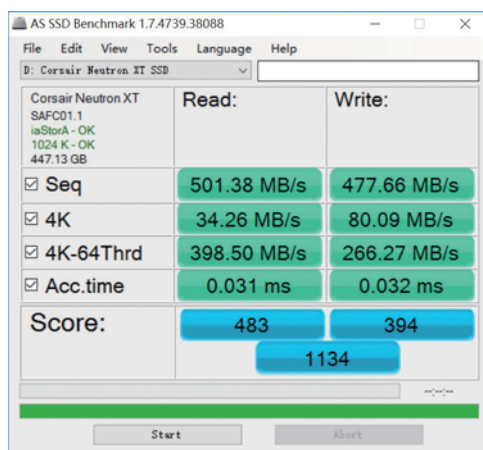 AS SSD Benchmark 1.7.4739.38088
File Edit View Tools Language Help
D: Corsair Neutron XT SSD
Corsair Neutron XT
SAFC01.1
iaStorA - OK
1024 K - OK
447.13 GB
Read:
Write:
Seq 501.38 MB/s 477.66 MB/s
4K 34.26 MB/s 80.09 MB/s
4K-64Thrd 398.50 MB/s 266.27 MB/s
Acc.time 0.031 ms 0.032 ms
Score: 483 394
1134
--:--:--
Start Abort